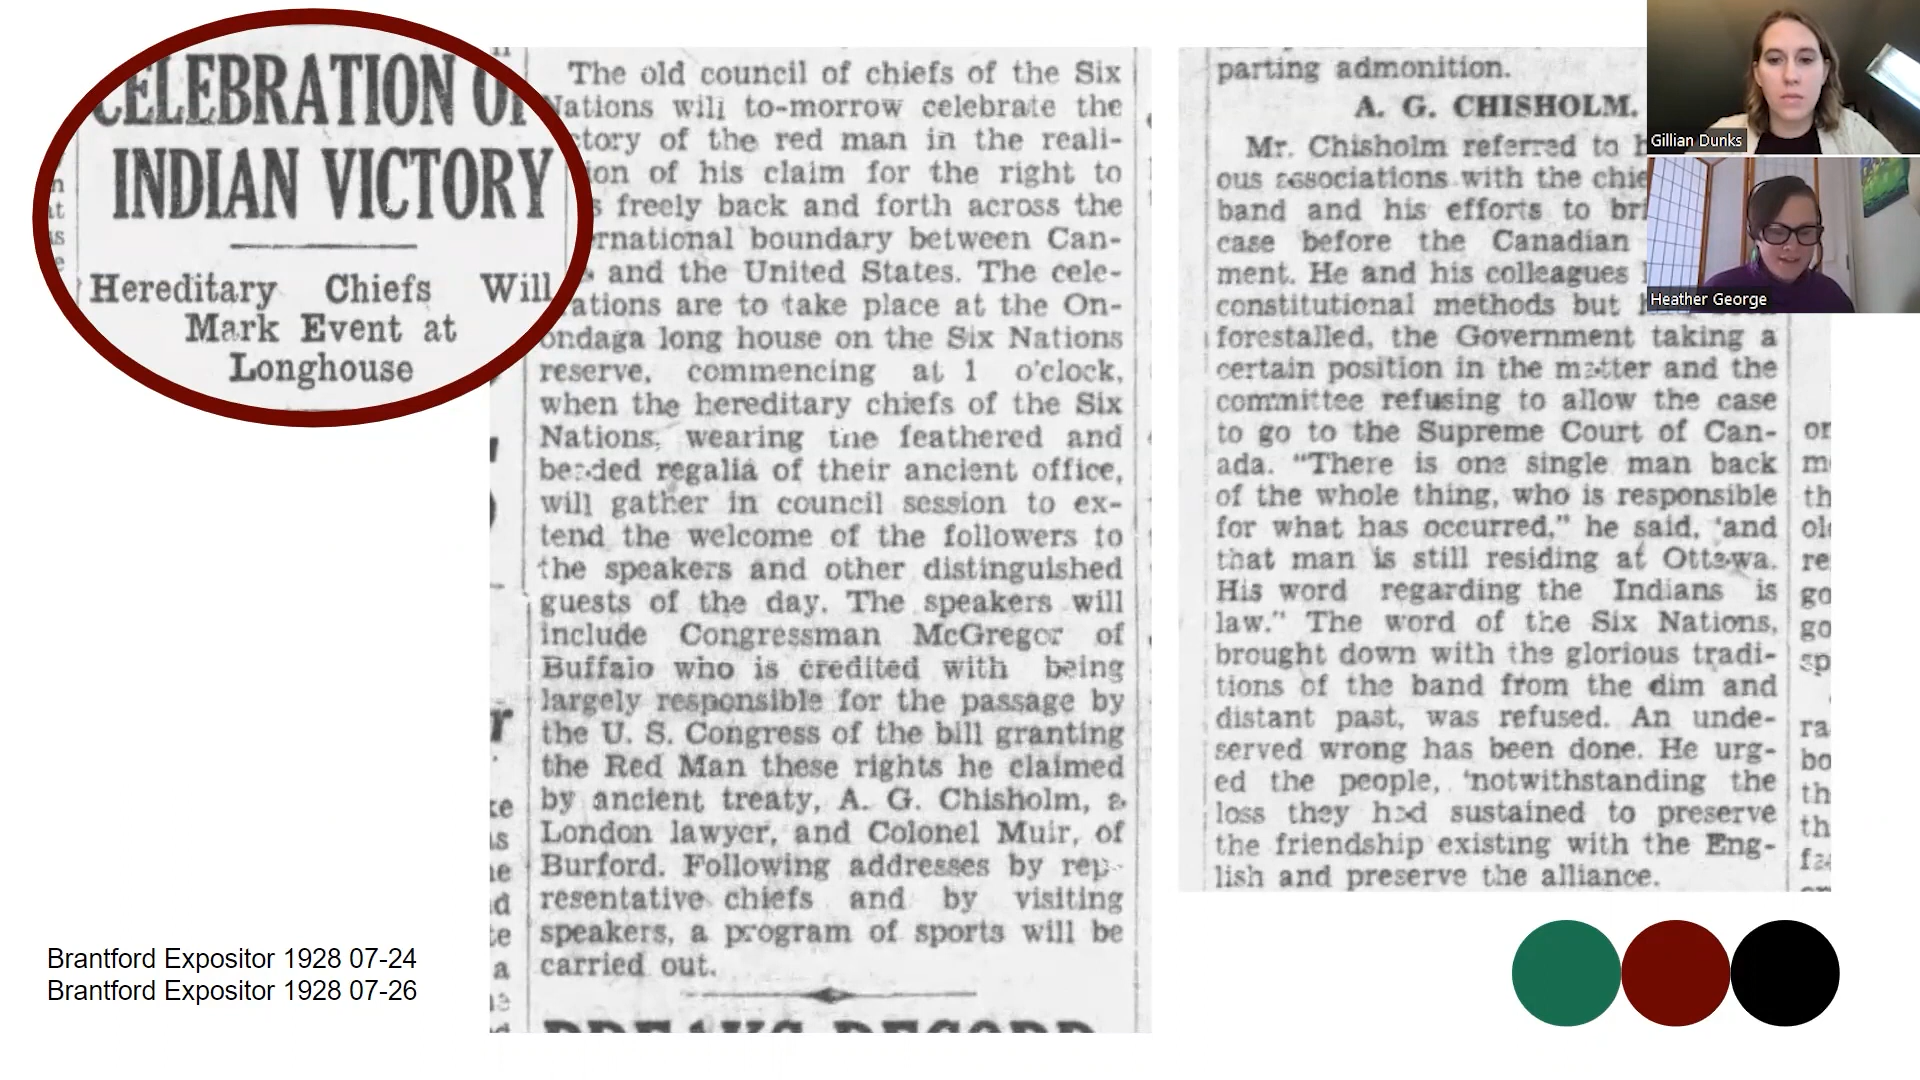 CELEBRATION OF
INDIAN VICTORY
Hereditary Chiefs Will
Mark Event at
Longhouse
The old council of chiefs of the Six
Nations will to-morrow celebrate the
ctory of the red man in the reali-
ion of his claim for the right to
s freely back and forth across the
rnational boundary between Can-
and the United States. The cele-
ations are to take place at the On-
ondaga long house on the Six Nations
reserve, commencing at 1 o'clock,
when the hereditary chiefs of the Six
Nations, wearing the feathered and
beaded regalia of their ancient office,
will gather in council session to ex-
tend the welcome of the followers to
the speakers and other distinguished
guests of the day. The speakers will
include Congressman McGregor of
Buffalo who is credited with being
largely responsible for the passage by
the U. S. Congress of the bill granting
the Red Man these rights he claimed
by ancient treaty, A. G. Chisholm, a
London lawyer, and Colonel Muir, of
Burford. Following addresses by rep-
resentative chiefs and by visiting
speakers, a program of sports will be
carried out.
BREAKS RECORD
parting admonition.
A. G. CHISHOLM.
Mr. Chisholm referred to h
ous associations with the chie
band and his efforts to bri
case before the Canadian
ment. He and his colleagues
constitutional methods but
forestalled, the Government taking a
certain position in the matter and the
committee refusing to allow the case
to go to the Supreme Court of Can-
ada. "There is one single man back
of the whole thing, who is responsible
for what has occurred," he said, 'and
that man is still residing at Ottawa.
His word regarding the Indians is
law." The word of the Six Nations,
brought down with the glorious tradi-
tions of the band from the dim and
distant past, was refused. An unde-
served wrong has been done. He urg-
ed the people, 'notwithstanding the
loss they had sustained to preserve
the friendship existing with the Eng-
lish and preserve the alliance.
Gillian Dunks
Heather George
Brantford Expositor 1928 07-24
Brantford Expositor 1928 07-26